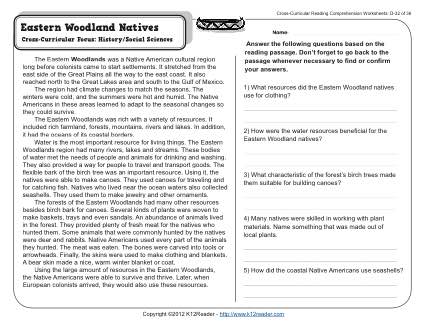 Cross-Curricular Reading Comprehension Worksheets: D-22 of 36
Eastern Woodland Natives
Cross-Curricular Focus: History/Social Sciences
Name
The Eastern Woodlands was a Native American cultural region
long before colonists came to start settlements. It stretched from the
east side of the Great Plains all the way to the east coast. It also
reached north to the Great Lakes area and south to the Gulf of Mexico.
The region had climate changes to match the seasons. The
winters were cold, and the summers were hot and humid. The Native
Americans in these areas learned to adapt to the seasonal changes so
they could survive.
The Eastern Woodlands was rich with a variety of resources. It
included rich farmland, forests, mountains, rivers and lakes. In addition,
it had the oceans of its coastal borders.
Water is the most important resource for living things. The Eastern
Woodlands region had many rivers, lakes and streams. These bodies
of water met the needs of people and animals for drinking and washing.
They also provided a way for people to travel and transport goods. The
flexible bark of the birch tree was an important resource. Using it, the
natives were able to make canoes. They used canoes for traveling and
for catching fish. Natives who lived near the ocean waters also collected
seashells. They used them to make jewelry and other ornaments.
The forests of the Eastern Woodlands had many other resources
besides birch bark for canoes. Several kinds of plants were woven to
make baskets, trays and even sandals. An abundance of animals lived
in the forest. They provided plenty of fresh meat for the natives who
hunted them. Some animals that were commonly hunted by the natives
were deer and rabbits. Native Americans used every part of the animals
they hunted. The meat was eaten. The bones were carved into tools or
arrowheads. Finally, the skins were used to make clothing and blankets.
A bear skin made a nice, warm winter blanket or coat.
Using the large amount of resources in the Eastern Woodlands,
the Native Americans were able to survive and thrive. Later, when
European colonists arrived, they would also use these resources.
Answer the following questions based on the
reading passage. Don't forget to go back to the
passage whenever necessary to find or confirm
your answers.
1) What resources did the Eastern Woodland natives
use for clothing?
2) How were the water resources beneficial for the
Eastern Woodland natives?
3) What characteristic of the forest's birch trees made
them suitable for building canoes?
4) Many natives were skilled in working with plant
materials. Name something that was made out of
local plants.
5) How did the coastal Native Americans use seashells?
Copyright ©2012 K12Reader - http://www.k12reader.com